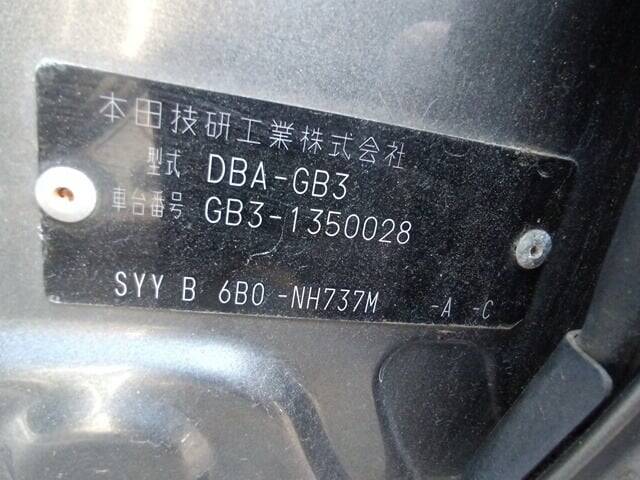 本田技研工業株式会社
型式 DBA-GB3
車台番号 GB3-1350028
SYY B 6B0 -NH737M -A -C